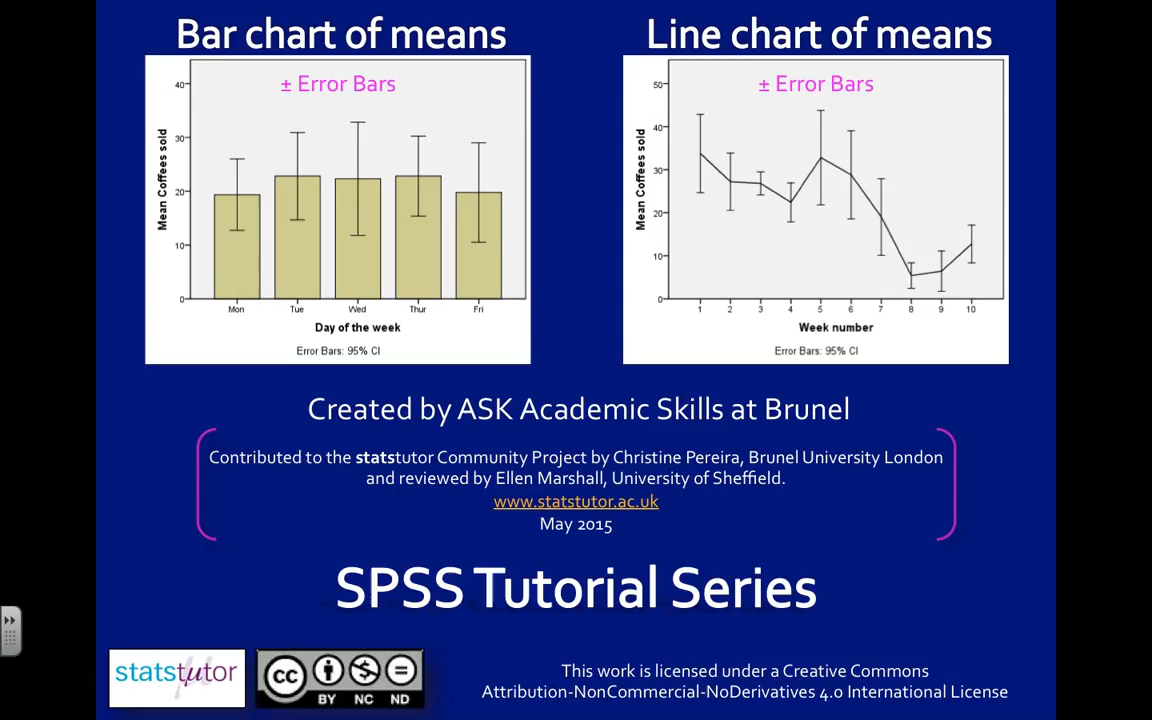 Bar chart of means
Line chart of means
± Error Bars
Mean Coffees sold
40
30
20
10
0
Mon Tue Wed Thur Fri
Day of the week
Error Bars: 95% CI
± Error Bars
Mean Coffees sold
50
40
30
20
10
0
1 2 3 4 5 6 7 8 9 10
Week number
Error Bars: 95% CI
Created by ASK Academic Skills at Brunel
Contributed to the statstutor Community Project by Christine Pereira, Brunel University London
and reviewed by Ellen Marshall, University of Sheffield.
www.statstutor.ac.uk
May 2015
SPSS Tutorial Series
statstutor
cc
BY NC ND
This work is licensed under a Creative Commons
Attribution-NonCommercial-NoDerivatives 4.0 International License